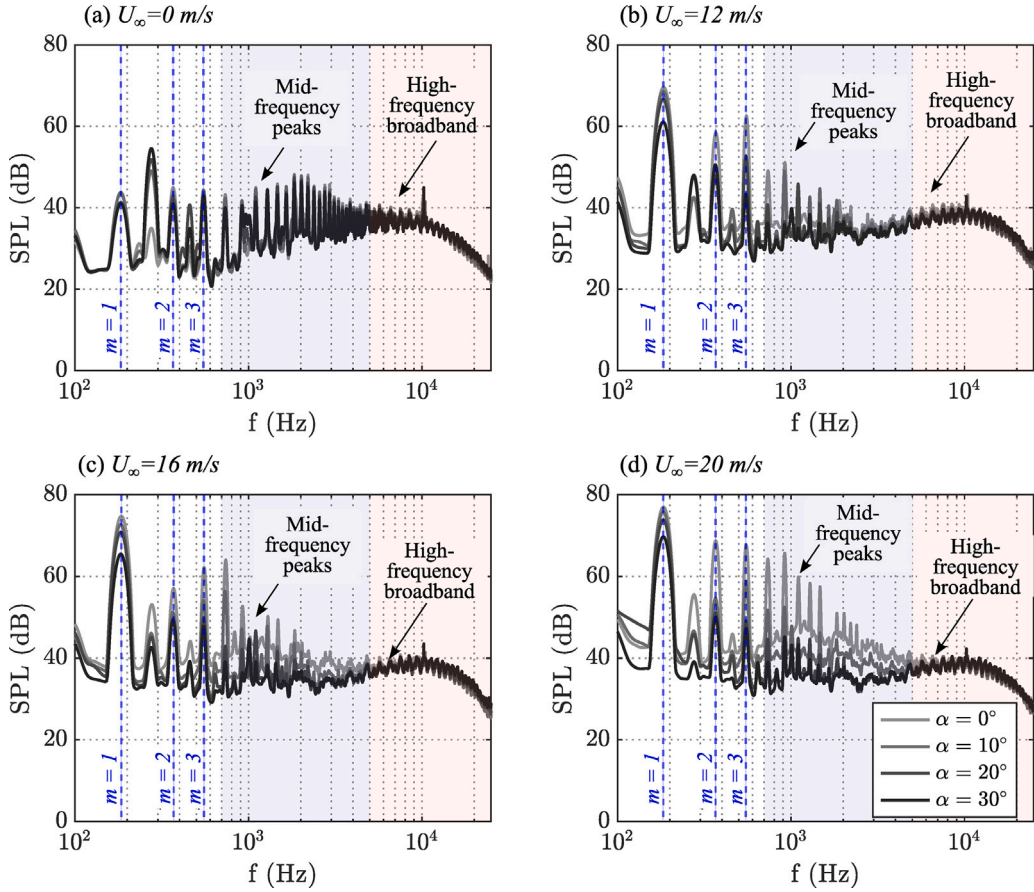 (a) U∞=0 m/s
80
60
40
20
0
SPL (dB)
Mid-
frequency
peaks
High-
frequency
broadband
m = 1
m = 2
m = 3
10² 10³ 10⁴
f (Hz)
(b) U∞=12 m/s
80
60
40
20
0
SPL (dB)
Mid-
frequency
peaks
High-
frequency
broadband
m = 1
m = 2
m = 3
10² 10³ 10⁴
f (Hz)
(c) U∞=16 m/s
80
60
40
20
0
SPL (dB)
Mid-
frequency
peaks
High-
frequency
broadband
m = 1
m = 2
m = 3
10² 10³ 10⁴
f (Hz)
(d) U∞=20 m/s
80
60
40
20
0
SPL (dB)
Mid-
frequency
peaks
High-
frequency
broadband
m = 1
m = 2
m = 3
α = 0°
α = 10°
α = 20°
α = 30°
10² 10³ 10⁴
f (Hz)